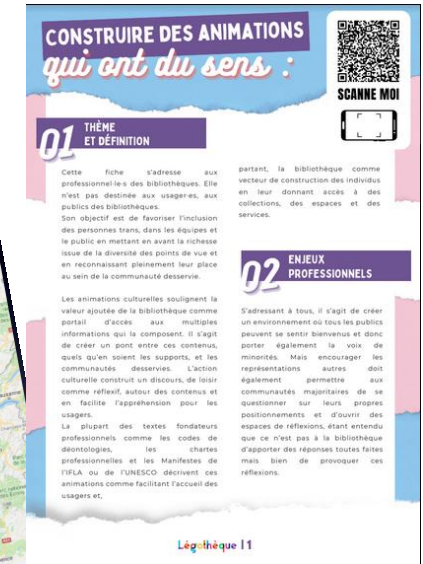 CONSTRUIRE DES ANIMATIONS
qui ont du sens :
SCANNE MOI
01 THÈME
ET DÉFINITION
Cette fiche s'adresse aux
professionnel·le·s des bibliothèques. Elle
n'est pas destinée aux usager·es, aux
publics des bibliothèques.
Son objectif est de favoriser l'inclusion
des personnes trans, dans les équipes et
le public en mettant en avant la richesse
issue de la diversité des points de vue et
en reconnaissant pleinement leur place
au sein de la communauté desservie.
Les animations culturelles soulignent la
valeur ajoutée de la bibliothèque comme
portail d'accès aux multiples
informations qui la composent. Il s'agit
de créer un pont entre ces contenus,
quels qu'en soient les supports, et les
communautés desservies. L'action
culturelle construit un discours, de loisir
comme réflexif, autour des contenus et
en facilite l'appréhension pour les
usagers.
La plupart des textes fondateurs
professionnels comme les codes de
déontologies, les chartes
professionnelles et les Manifestes de
l'IFLA ou de l'UNESCO décrivent ces
animations comme facilitant l'accueil des
usagers et,
partant, la bibliothèque comme
vecteur de construction des individus
en leur donnant accès à des
collections, des espaces et des
services.
02 ENJEUX
PROFESSIONNELS
S'adressant à tous, il s'agit de créer
un environnement où tous les publics
peuvent se sentir bienvenus et donc
porter également la voix de
minorités. Mais encourager les
représentations autres doit
également permettre aux
communautés majoritaires de se
questionner sur leurs propres
positionnements et d'ouvrir des
espaces de réflexions, étant entendu
que ce n'est pas à la bibliothèque
d'apporter des réponses toutes faites
mais bien de provoquer ces
réflexions.
Légothèque | 1